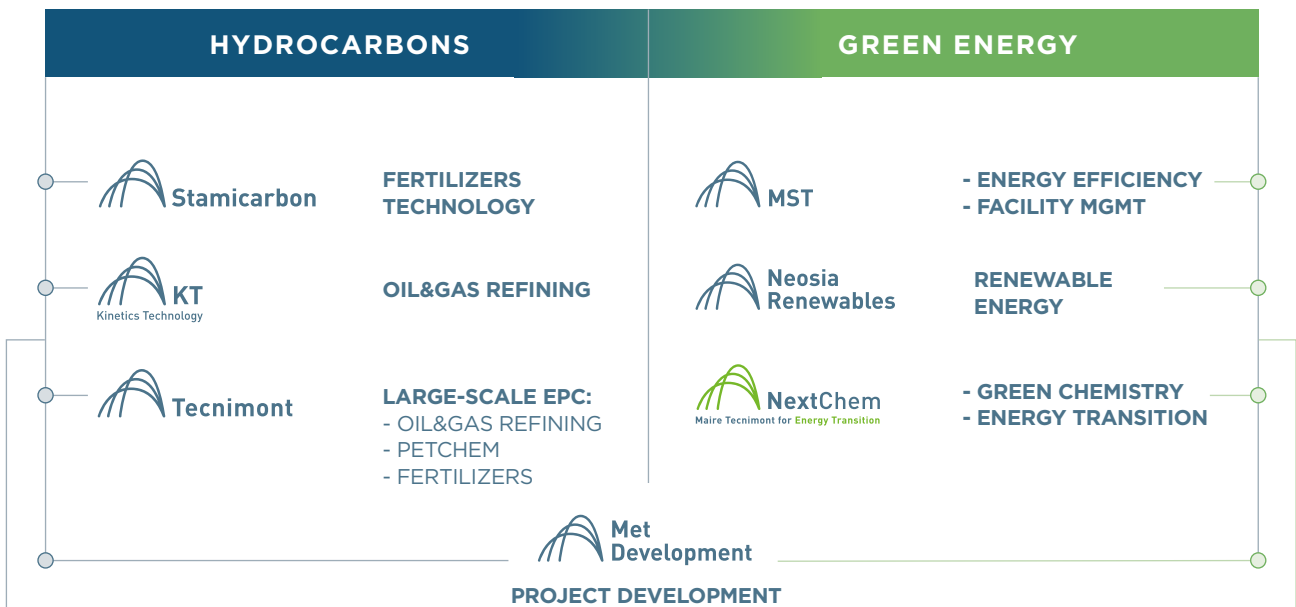 HYDROCARBONS
GREEN ENERGY
Stamicarbon
FERTILIZERS
TECHNOLOGY
KT
Kinetics Technology
OIL&GAS REFINING
Tecnimont
LARGE-SCALE EPC:
- OIL&GAS REFINING
- PETCHEM
- FERTILIZERS
MST
- ENERGY EFFICIENCY
- FACILITY MGMT
Neosia
Renewables
RENEWABLE
ENERGY
NextChem
Maire Tecnimont for Energy Transition
- GREEN CHEMISTRY
- ENERGY TRANSITION
Met
Development
PROJECT DEVELOPMENT